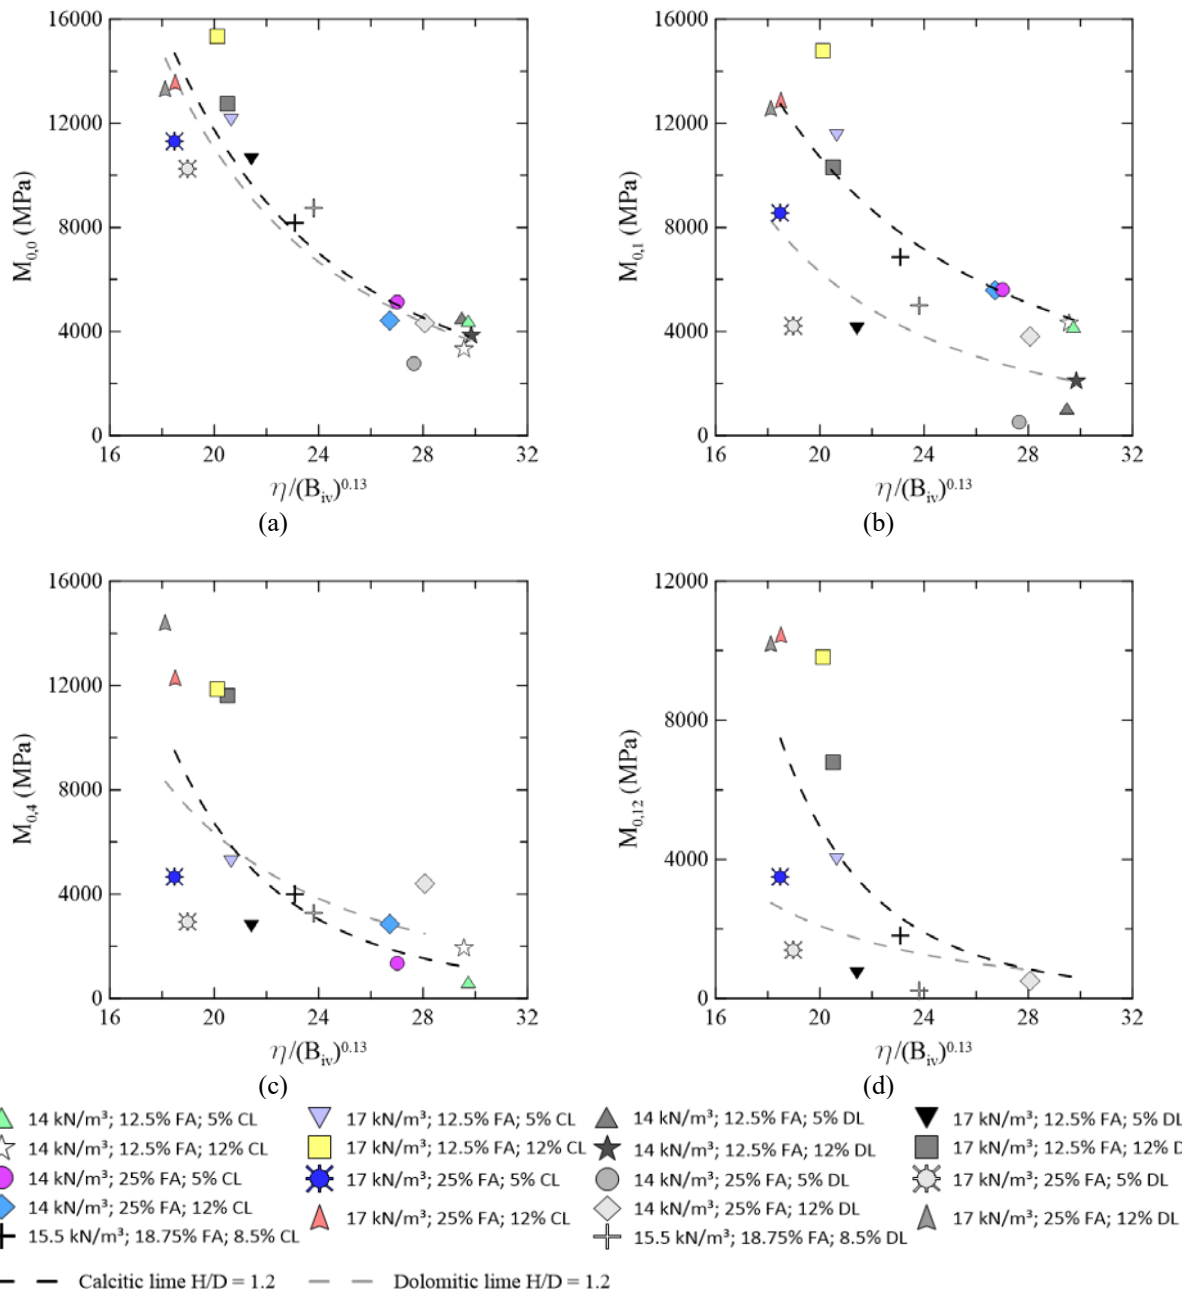 16000
12000
8000
4000
0
M0,0 (MPa)
16 20 24 28 32
η/(Biv)^0.13
(a)
16000
12000
8000
4000
0
M0,1 (MPa)
16 20 24 28 32
η/(Biv)^0.13
(b)
16000
12000
8000
4000
0
M0,4 (MPa)
16 20 24 28 32
η/(Biv)^0.13
(c)
12000
8000
4000
0
M0,12 (MPa)
16 20 24 28 32
η/(Biv)^0.13
(d)
14 kN/m³; 12.5% FA; 5% CL
14 kN/m³; 12.5% FA; 12% CL
14 kN/m³; 25% FA; 5% CL
14 kN/m³; 25% FA; 12% CL
15.5 kN/m³; 18.75% FA; 8.5% CL
17 kN/m³; 12.5% FA; 5% CL
17 kN/m³; 12.5% FA; 12% CL
17 kN/m³; 25% FA; 5% CL
17 kN/m³; 25% FA; 12% CL
14 kN/m³; 12.5% FA; 5% DL
14 kN/m³; 12.5% FA; 12% DL
14 kN/m³; 25% FA; 5% DL
14 kN/m³; 25% FA; 12% DL
15.5 kN/m³; 18.75% FA; 8.5% DL
17 kN/m³; 12.5% FA; 5% DL
17 kN/m³; 12.5% FA; 12% D
17 kN/m³; 25% FA; 5% DL
17 kN/m³; 25% FA; 12% DL
Calcitic lime H/D = 1.2
Dolomitic lime H/D = 1.2